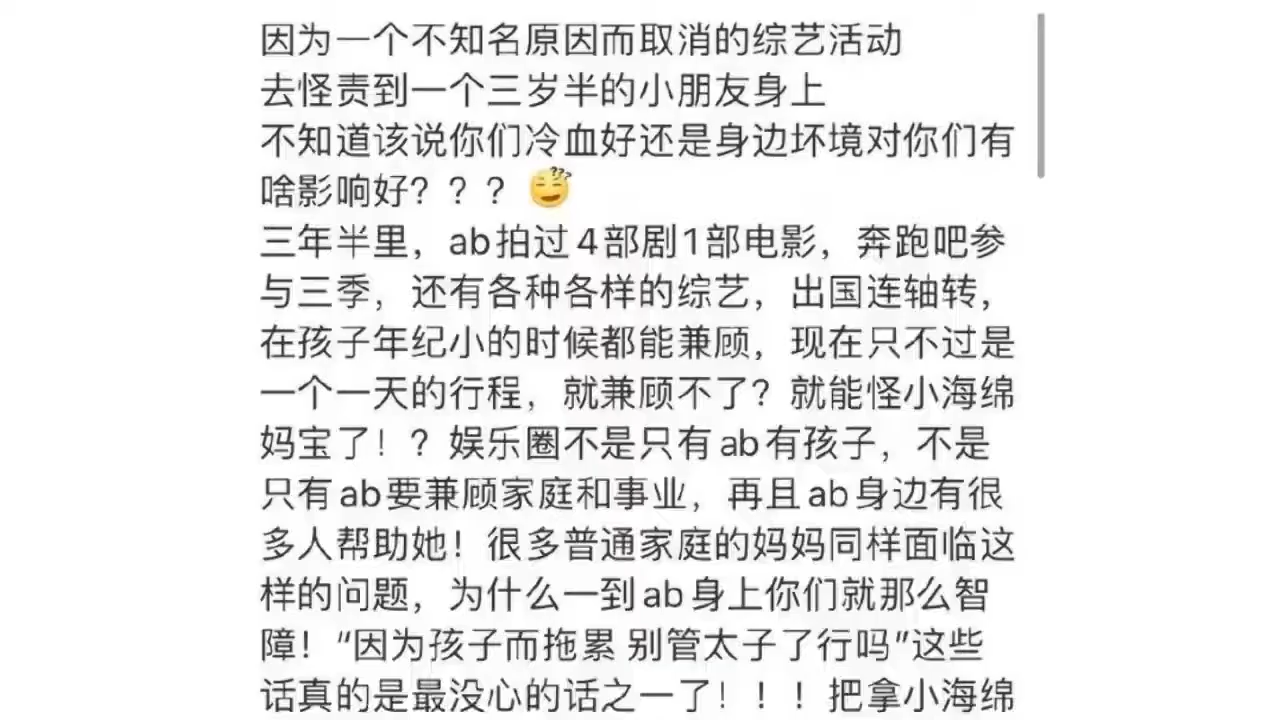 因为一个不知名原因而取消的综艺活动
去怪责到一个三岁半的小朋友身上
不知道该说你们冷血好还是身边坏境对你们有
啥影响好？？？
三年半里，ab拍过4部剧1部电影，奔跑吧参
与三季，还有各种各样的综艺，出国连轴转，
在孩子年纪小的时候都能兼顾，现在只不过是
一个一天的行程，就兼顾不了？就能怪小海绵
妈宝了！？娱乐圈不是只有ab有孩子，不是
只有ab要兼顾家庭和事业，再且ab身边有很
多人帮助她！很多普通家庭的妈妈同样面临这
样的问题，为什么一到ab身上你们就那么智
障！“因为孩子而拖累 别管太子了行吗”这些
话真的是最没心的话之一了！！！把拿小海绵